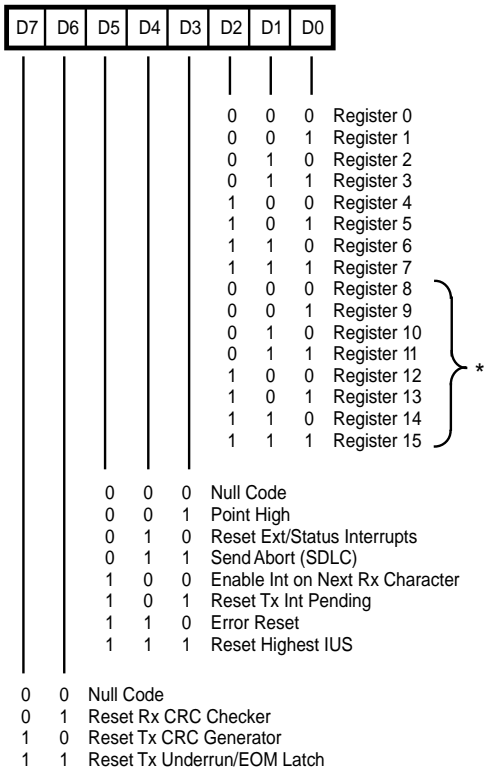 D7 D6 D5 D4 D3 D2 D1 D0
0 0 0 Register 0
0 0 1 Register 1
0 1 0 Register 2
0 1 1 Register 3
1 0 0 Register 4
1 0 1 Register 5
1 1 0 Register 6
1 1 1 Register 7
0 0 0 Register 8
0 0 1 Register 9
0 1 0 Register 10
0 1 1 Register 11
1 0 0 Register 12
1 0 1 Register 13
1 1 0 Register 14
1 1 1 Register 15
*
0 0 0 Null Code
0 0 1 Point High
0 1 0 Reset Ext/Status Interrupts
0 1 1 Send Abort (SDLC)
1 0 0 Enable Int on Next Rx Character
1 0 1 Reset Tx Int Pending
1 1 0 Error Reset
1 1 1 Reset Highest IUS
0 0 Null Code
0 1 Reset Rx CRC Checker
1 0 Reset Tx CRC Generator
1 1 Reset Tx Underrun/EOM Latch